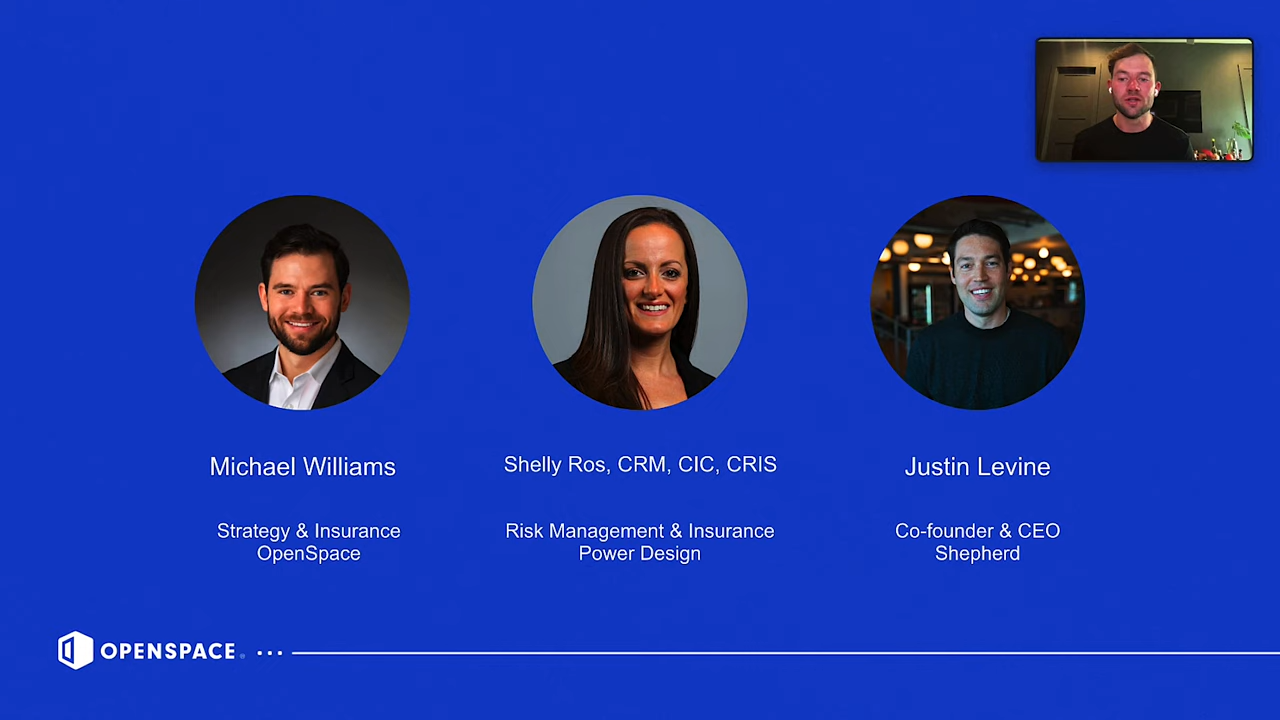 Michael Williams
Strategy & Insurance
OpenSpace
Shelly Ros, CRM, CIC, CRIS
Risk Management & Insurance
Power Design
Justin Levine
Co-founder & CEO
Shepherd
OPENSPACE